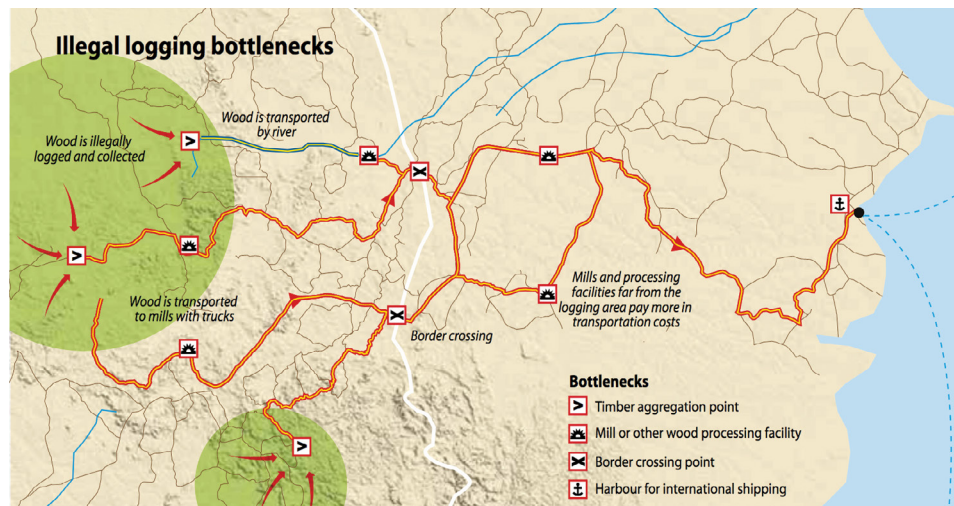 Illegal logging bottlenecks
Wood is transported
by river
Wood is illegally
logged and collected
Wood is transported
to mills with trucks
Border crossing
Mills and processing
facilities far from the
logging area pay more in
transportation costs
Bottlenecks
Timber aggregation point
Mill or other wood processing facility
Border crossing point
Harbour for international shipping